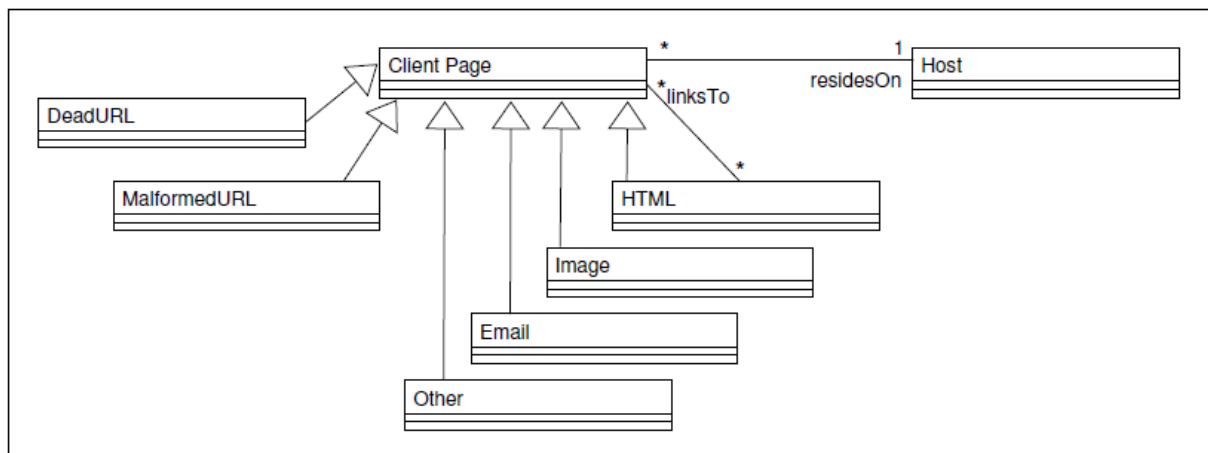 * 1
Client Page Host
*linksTo residesOn
DeadURL
*
MalformedURL HTML
Image
Email
Other